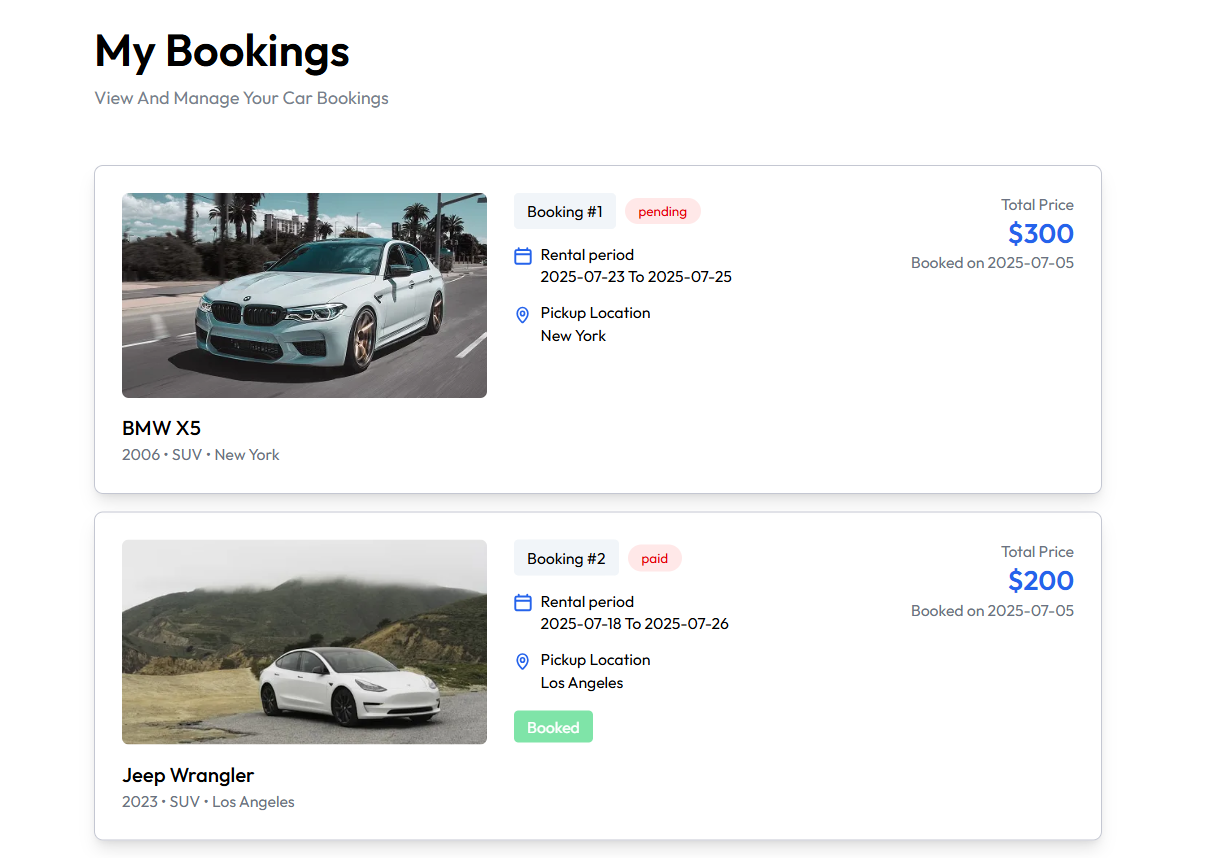 My Bookings
View And Manage Your Car Bookings
Booking #1
pending
Total Price
$300
Booked on 2025-07-05
Rental period
2025-07-23 To 2025-07-25
Pickup Location
New York
BMW X5
2006 • SUV • New York
Booking #2
paid
Total Price
$200
Booked on 2025-07-05
Rental period
2025-07-18 To 2025-07-26
Pickup Location
Los Angeles
Booked
Jeep Wrangler
2023 • SUV • Los Angeles